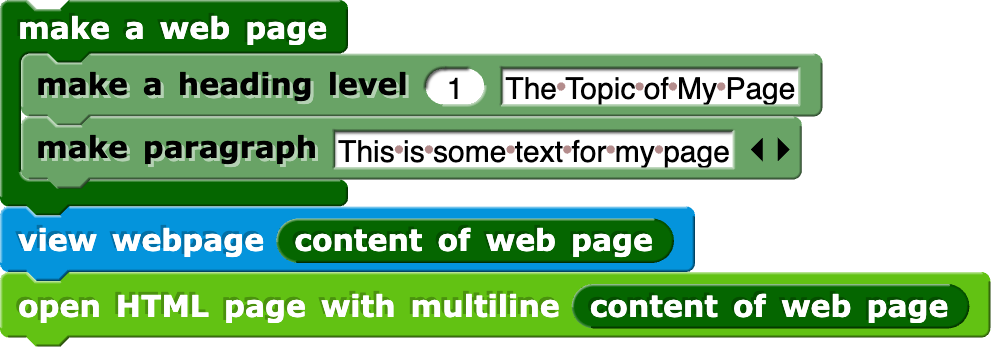 make a web page
make a heading level 1 The Topic of My Page
make paragraph This is some text for my page
view webpage content of web page
open HTML page with multiline content of web page